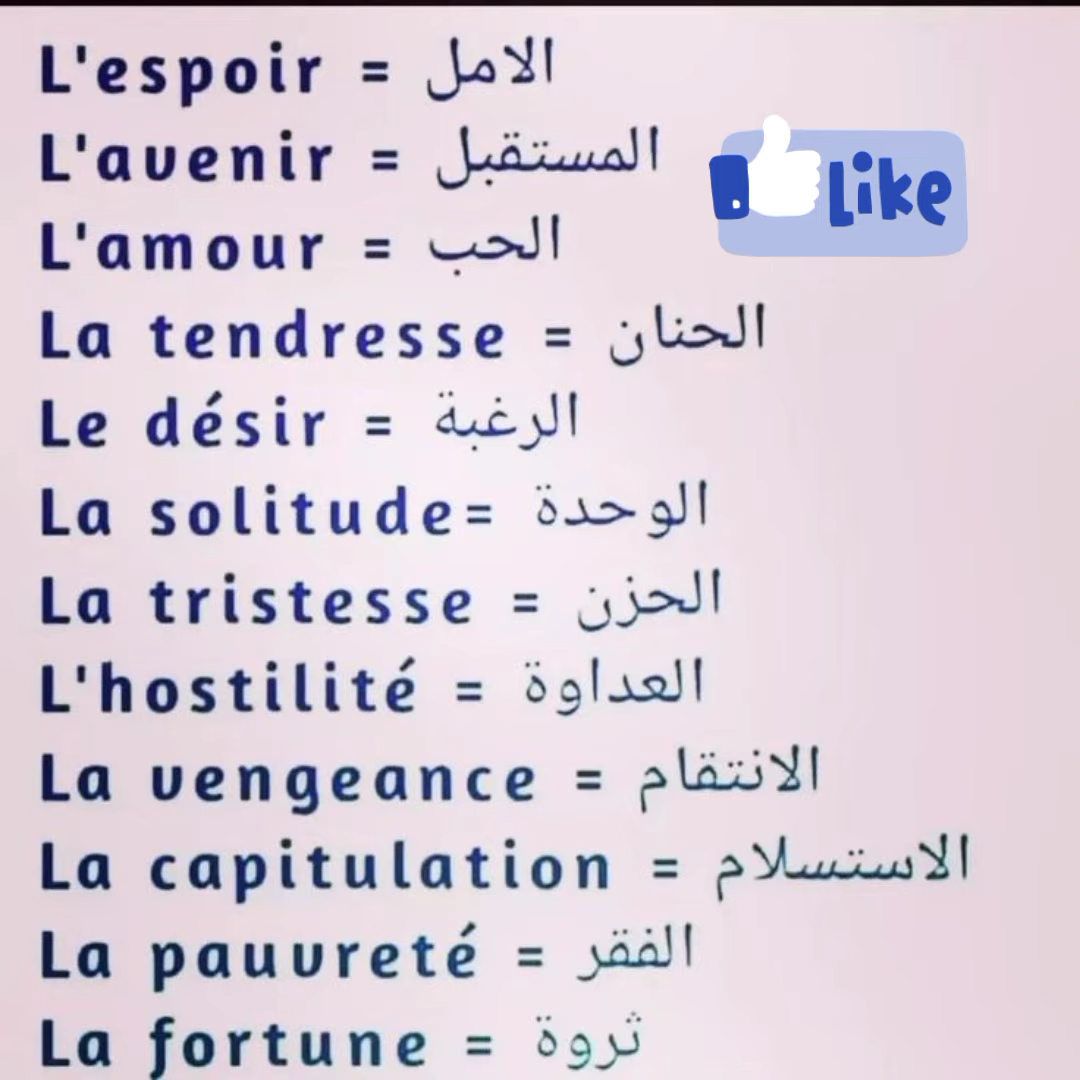 L'espoir = الامل
L'avenir = المستقبل
Like
L'amour = الحب
La tendresse = الحنان
Le désir = الرغبة
La solitude= الوحدة
La tristesse = الحزن
L'hostilité = العداوة
La vengeance = الانتقام
La capitulation = الاستسلام
La pauvreté = الفقر
La fortune = ثروة